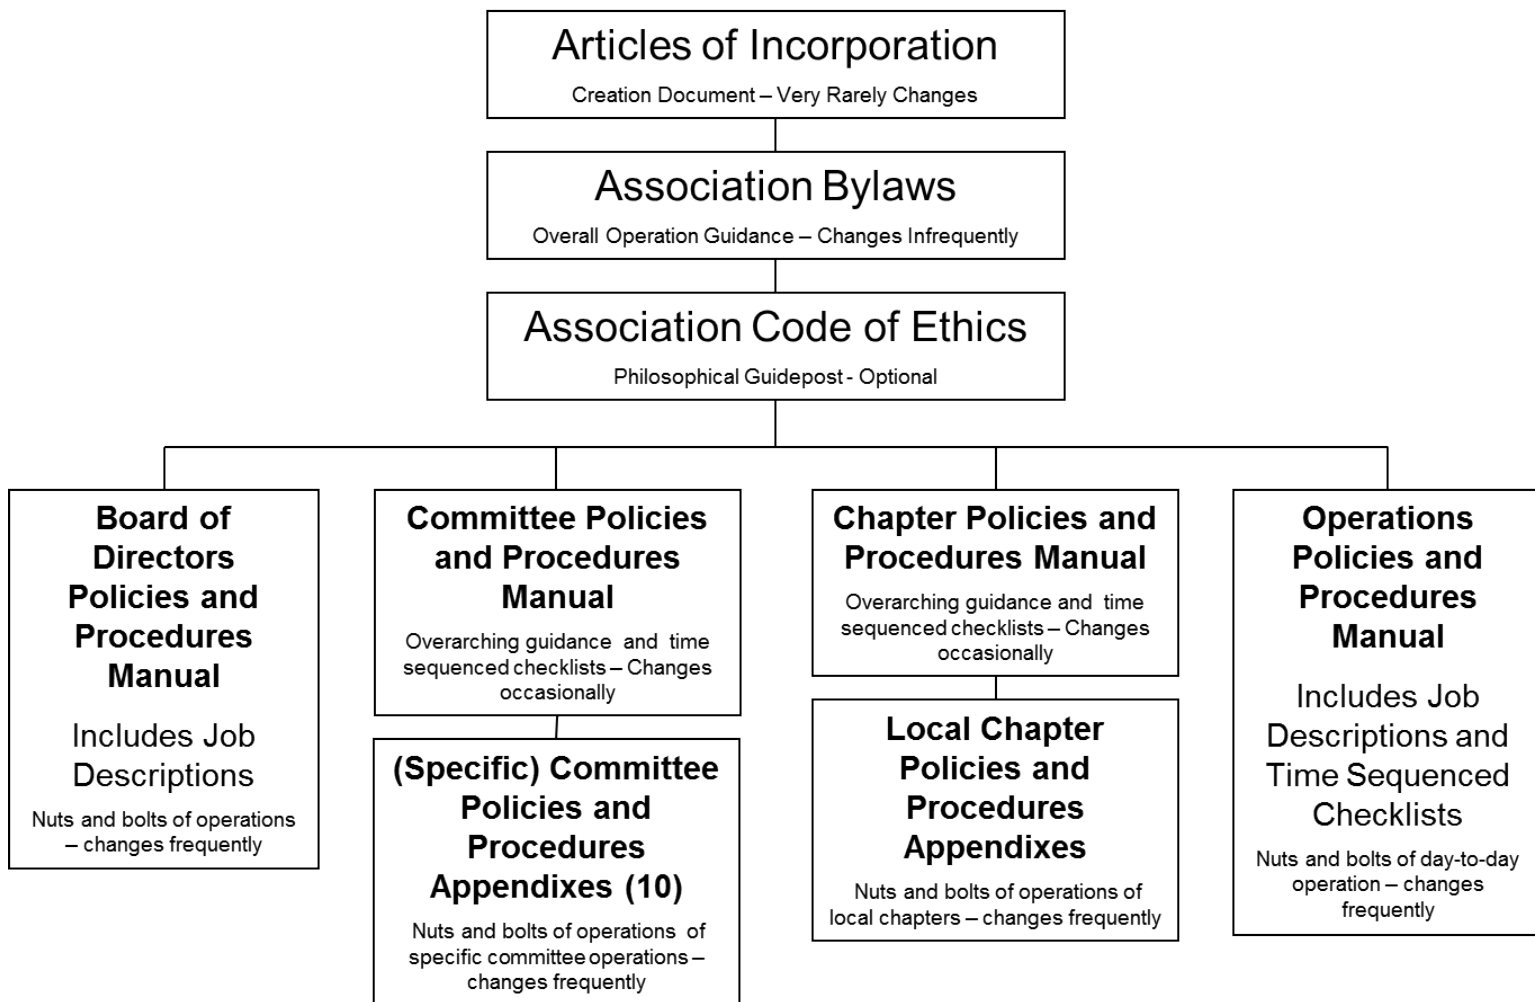 Articles of Incorporation
Creation Document – Very Rarely Changes
Association Bylaws
Overall Operation Guidance – Changes Infrequently
Association Code of Ethics
Philosophical Guidepost - Optional
Board of
Directors
Policies and
Procedures
Manual
Includes Job
Descriptions
Nuts and bolts of operations
– changes frequently
Committee Policies
and Procedures
Manual
Overarching guidance and time
sequenced checklists – Changes
occasionally
(Specific) Committee
Policies and
Procedures
Appendixes (10)
Nuts and bolts of operations of
specific committee operations –
changes frequently
Chapter Policies and
Procedures Manual
Overarching guidance and time
sequenced checklists – Changes
occasionally
Local Chapter
Policies and
Procedures
Appendixes
Nuts and bolts of operations of
local chapters – changes frequently
Operations
Policies and
Procedures
Manual
Includes Job
Descriptions and
Time Sequenced
Checklists
Nuts and bolts of day-to-day
operation – changes
frequently